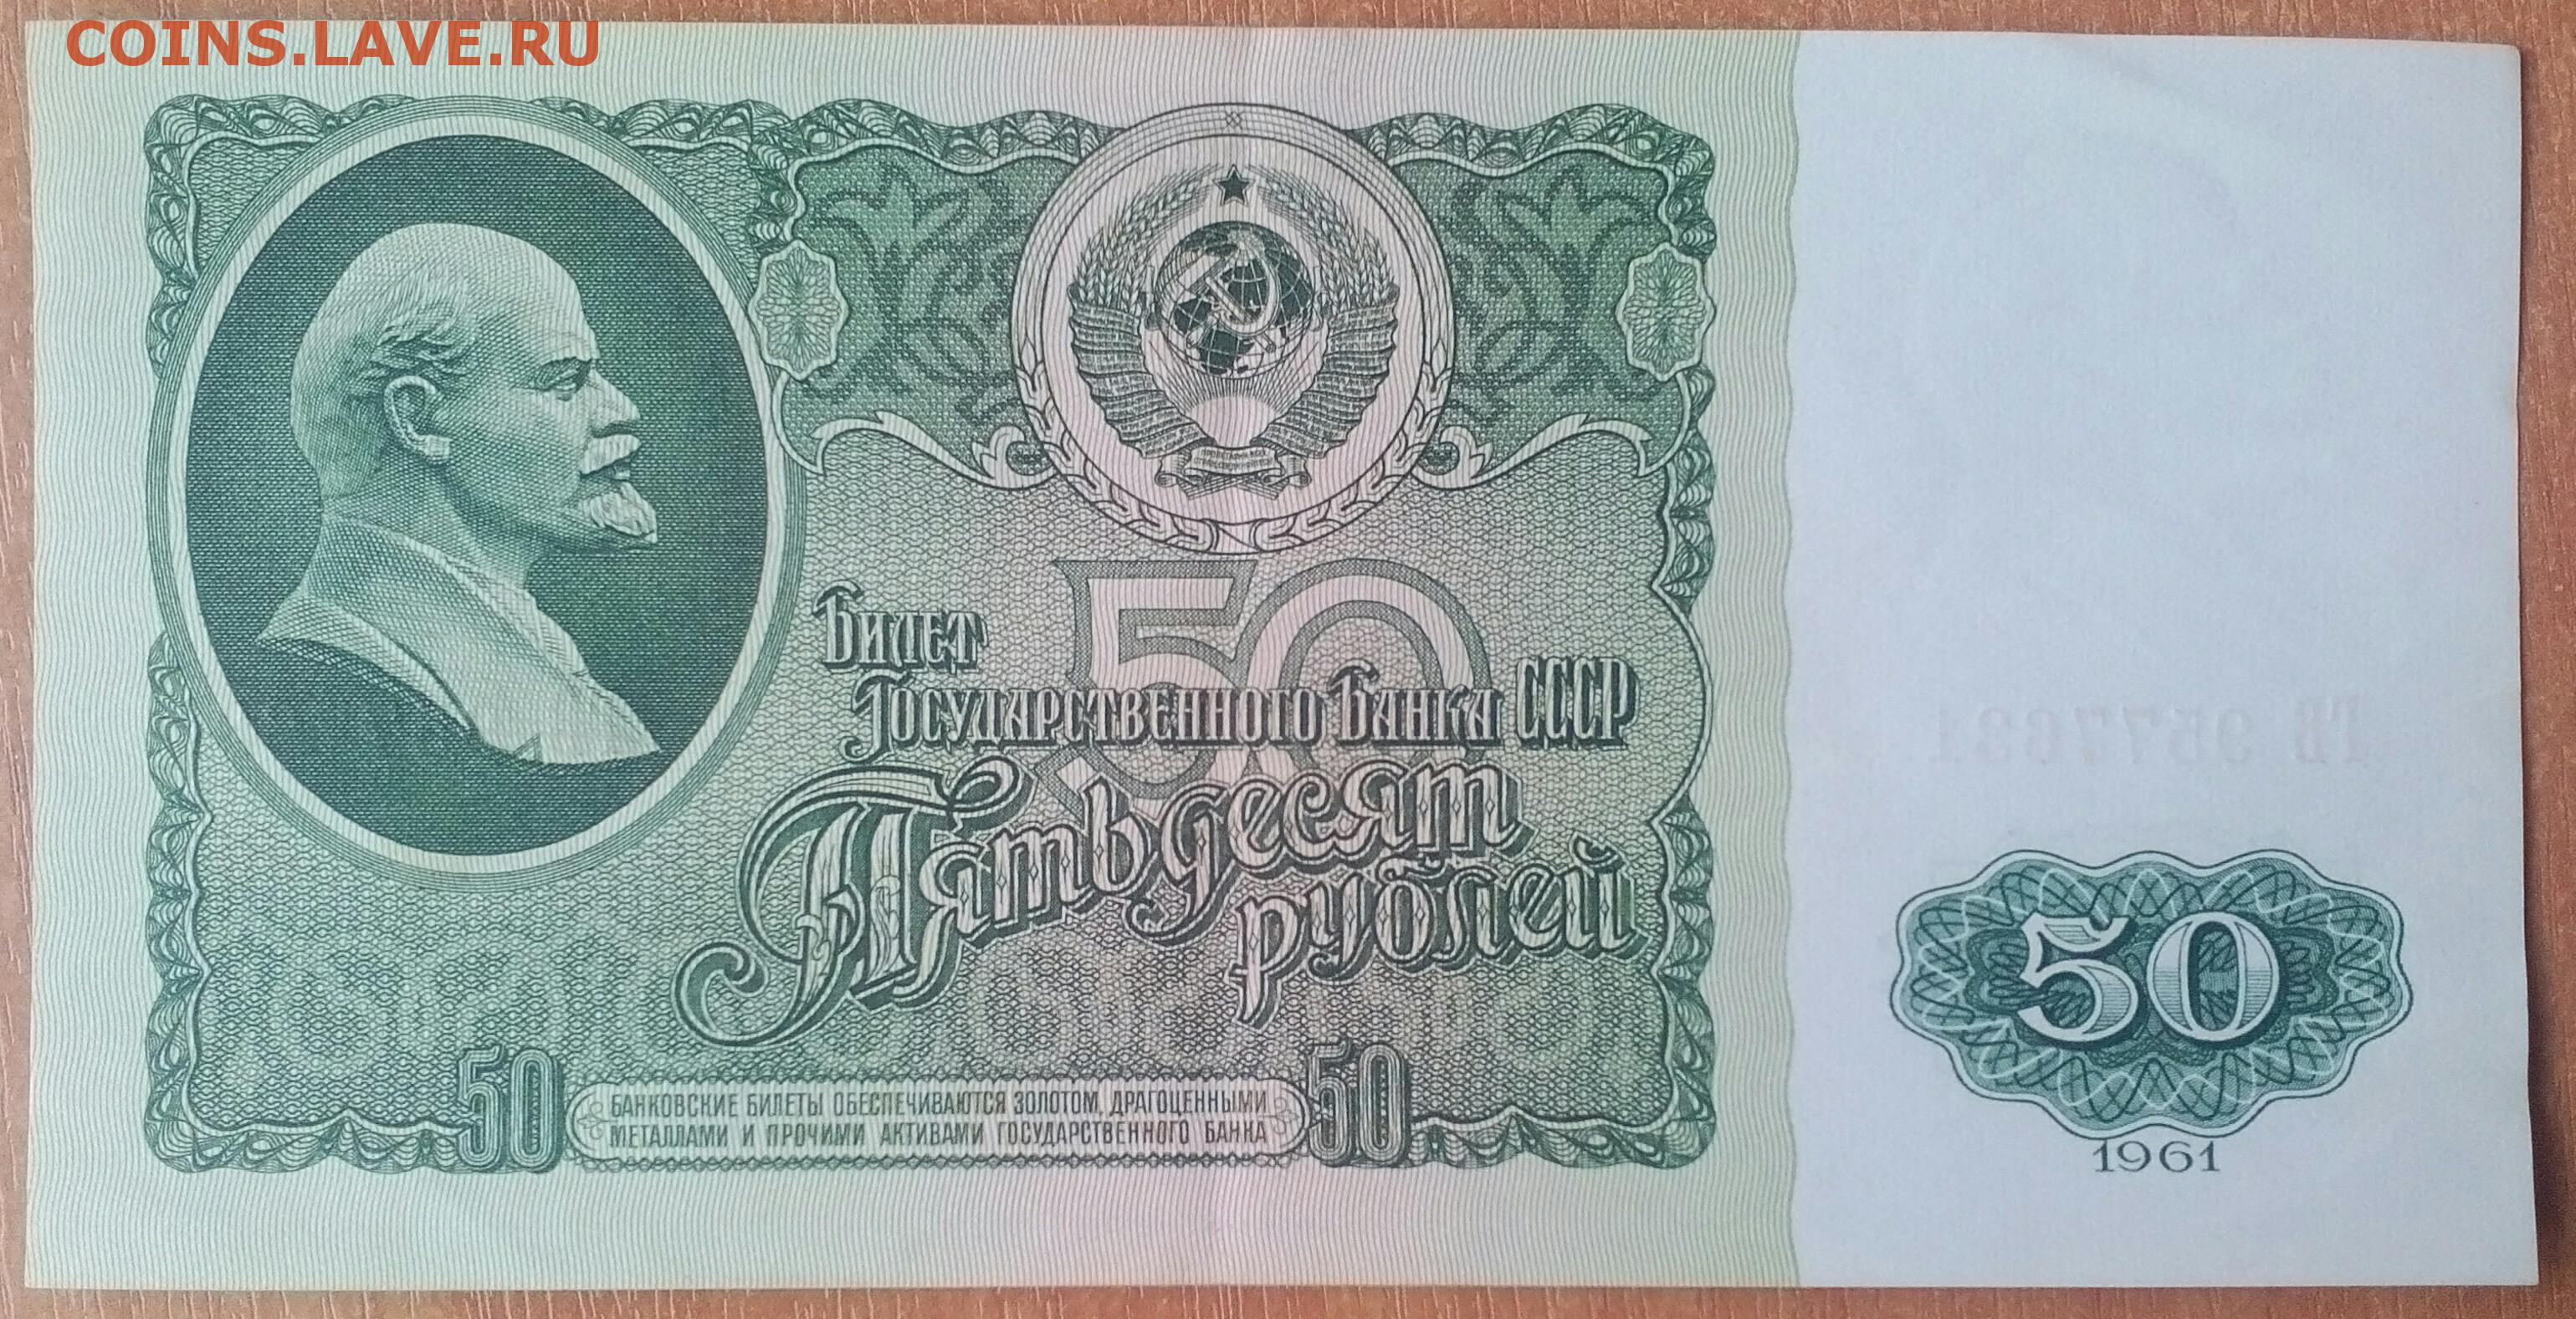 COINS.LAVE.RU
50
Билет
Государственного Банка СССР
Пятьдесят
рублей
50
50
БАНКОВСКИЕ БИЛЕТЫ ОБЕСПЕЧИВАЮТСЯ ЗОЛОТОМ, ДРАГОЦЕННЫМИ
МЕТАЛЛАМИ И ПРОЧИМИ АКТИВАМИ ГОСУДАРСТВЕННОГО БАНКА
50
1961